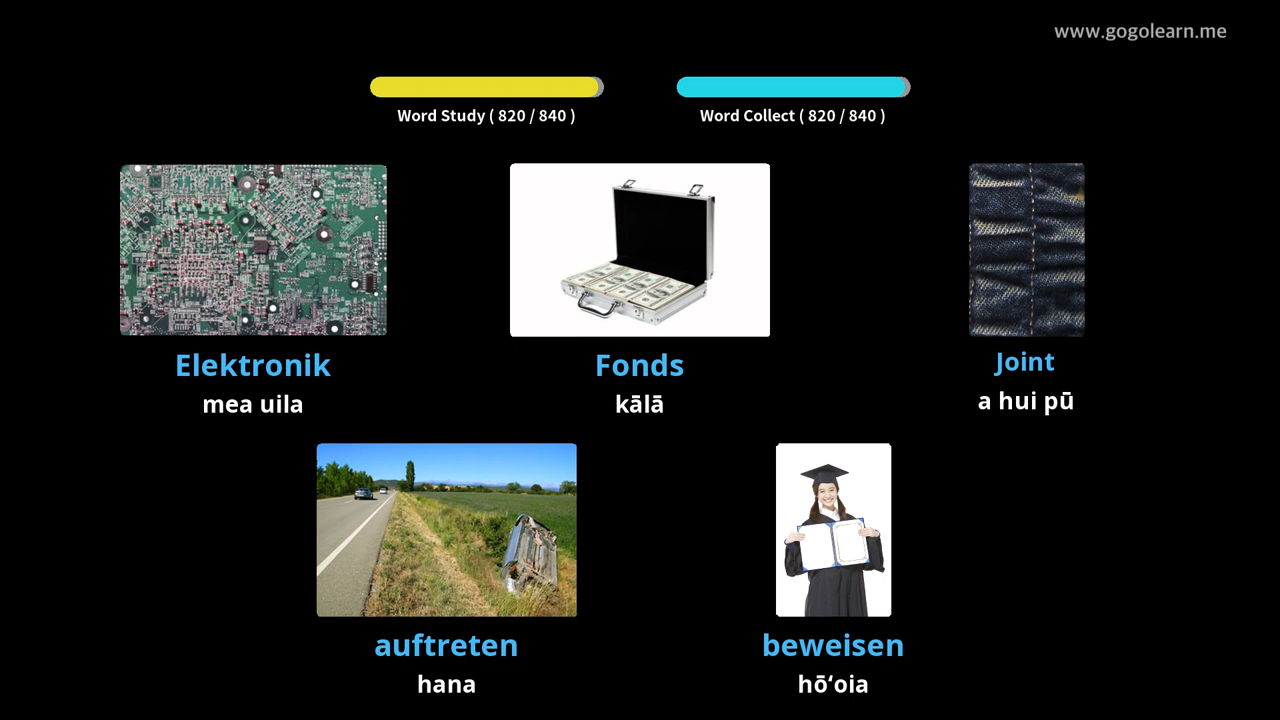 www.gogolearn.me
Word Study ( 820 / 840 )
Word Collect ( 820 / 840 )
Elektronik
mea uila
Fonds
kālā
Joint
a hui pū
auftreten
hana
beweisen
hōʻoia